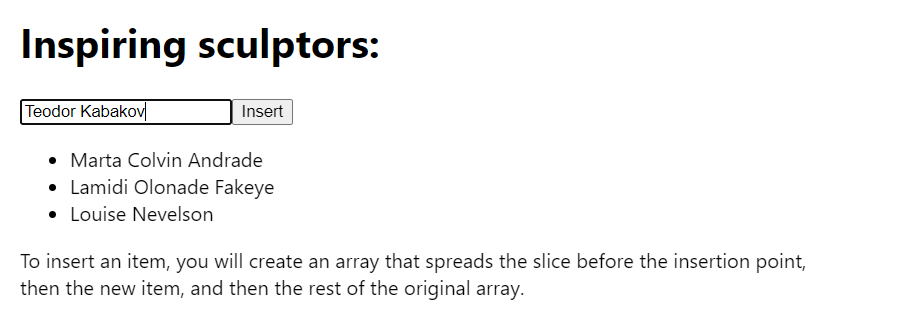 Inspiring sculptors:
Teodor Kabakov Insert
Marta Colvin Andrade
Lamidi Olonade Fakeye
Louise Nevelson
To insert an item, you will create an array that spreads the slice before the insertion point,
then the new item, and then the rest of the original array.